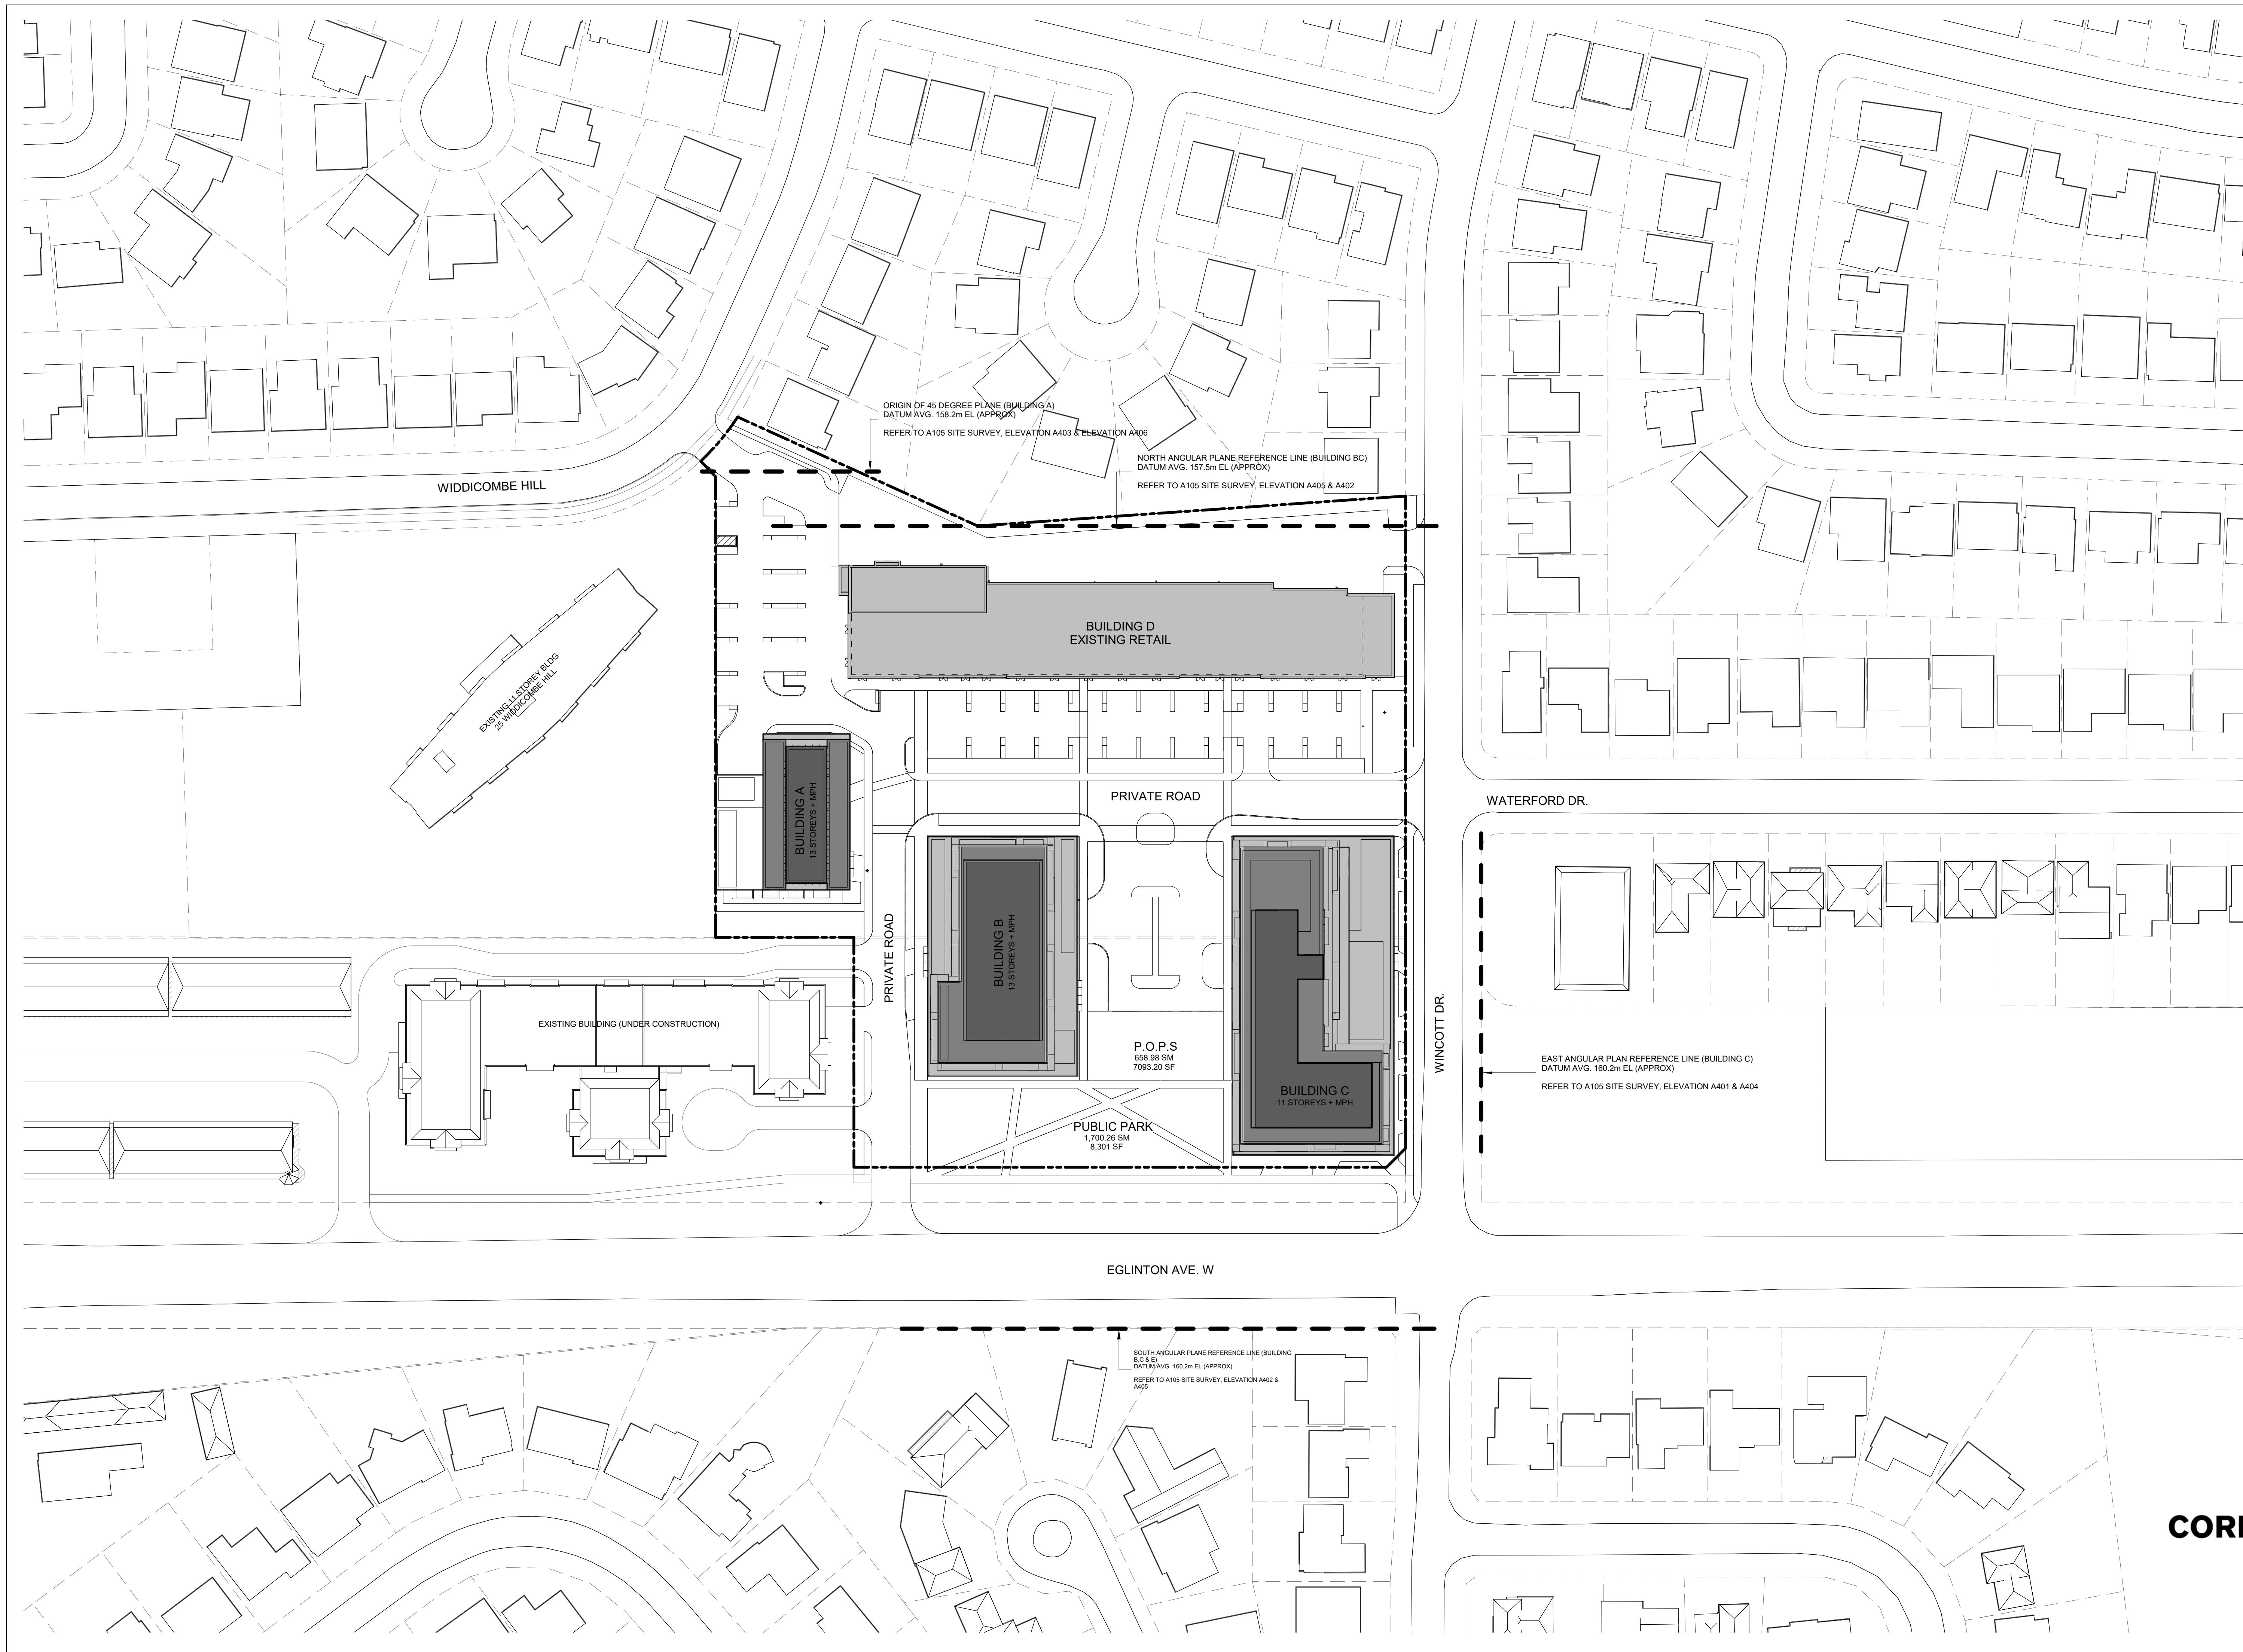 ORIGIN OF 45 DEGREE PLANE (BUILDING A)
DATUM AVG. 158.2m EL (APPROX)
REFER TO A105 SITE SURVEY, ELEVATION A403 & ELEVATION A406
NORTH ANGULAR PLANE REFERENCE LINE (BUILDING BC)
DATUM AVG. 157.5m EL (APPROX)
REFER TO A105 SITE SURVEY, ELEVATION A405 & A402
WIDDICOMBE HILL
BUILDING D
EXISTING RETAIL
EXISTING 11 STOREY BLDG
25 WIDDICOMBE HILL
BUILDING A
13 STOREYS + MPH
PRIVATE ROAD
WATERFORD DR.
PRIVATE ROAD
BUILDING B
13 STOREYS + MPH
EXISTING BUILDING (UNDER CONSTRUCTION)
P.O.P.S
658.98 SM
7093.20 SF
WINCOTT DR.
EAST ANGULAR PLAN REFERENCE LINE (BUILDING C)
DATUM AVG. 160.2m EL (APPROX)
REFER TO A105 SITE SURVEY, ELEVATION A401 & A404
BUILDING C
11 STOREYS + MPH
PUBLIC PARK
1,700.26 SM
8,301 SF
EGLINTON AVE. W
SOUTH ANGULAR PLANE REFERENCE LINE (BUILDING
B,C & E)
DATUM AVG. 160.2m EL (APPROX)
REFER TO A105 SITE SURVEY, ELEVATION A402 &
A405